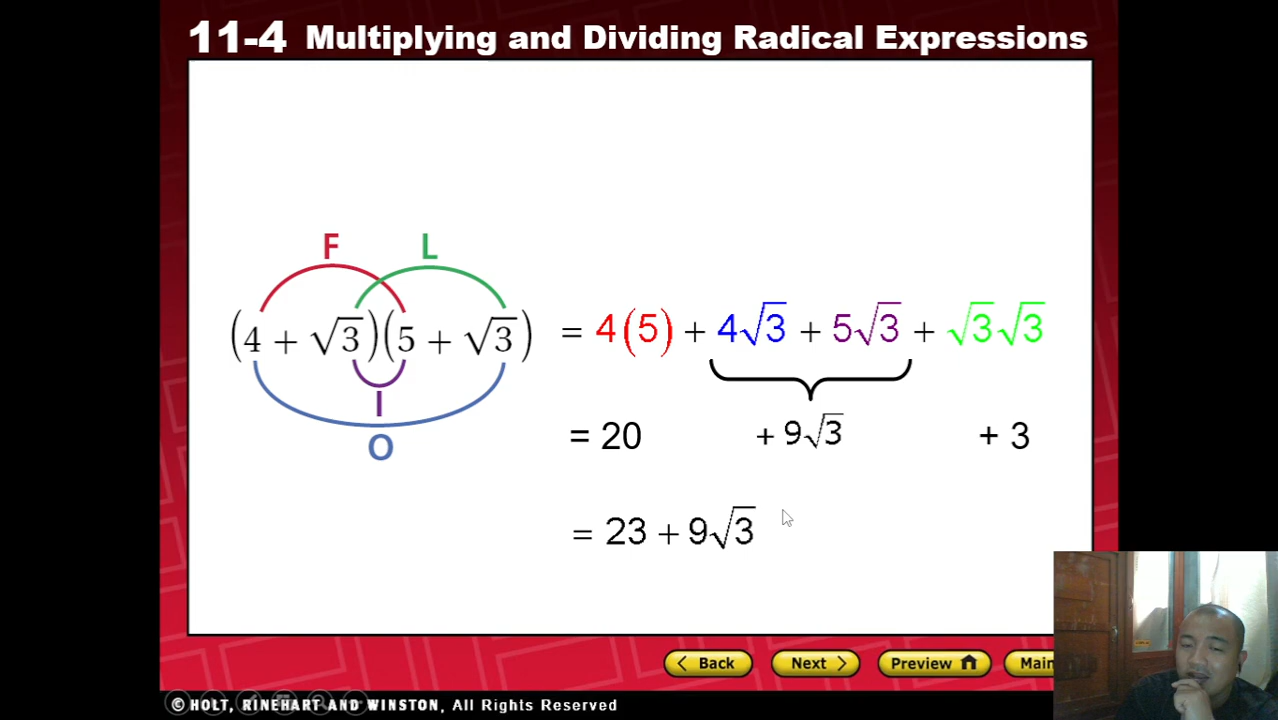 11-4 Multiplying and Dividing Radical Expressions
F L
(4 + √3)(5 + √3) = 4(5) + 4√3 + 5√3 + √3√3
I
O
= 20 + 9√3 + 3
= 23 + 9√3
< Back Next > Preview Main
© HOLT, RINEHART AND WINSTON, All Rights Reserved